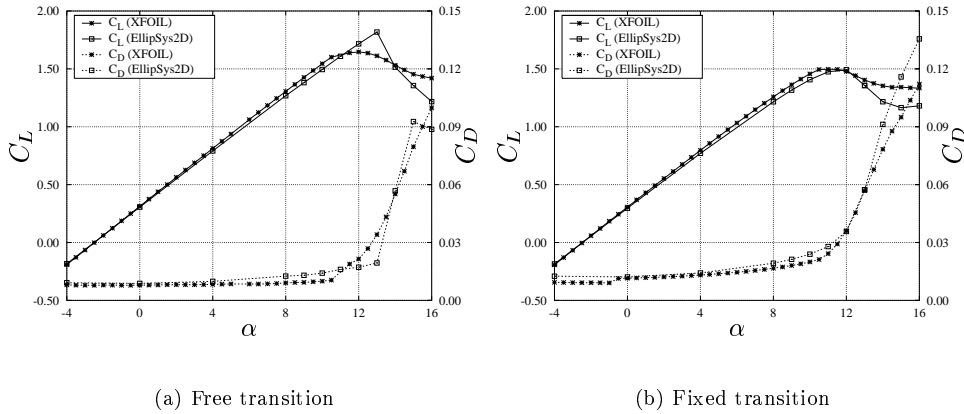 2.00
1.50
1.00
0.50
0.00
-0.50
C_L
C_L (XFOIL)
C_L (EllipSys2D)
C_D (XFOIL)
C_D (EllipSys2D)
0.15
0.12
0.09
0.06
0.03
0.00
C_D
-4 0 4 8 12 16
α
(a) Free transition
2.00
1.50
1.00
0.50
0.00
-0.50
C_L
C_L (XFOIL)
C_L (EllipSys2D)
C_D (XFOIL)
C_D (EllipSys2D)
0.15
0.12
0.09
0.06
0.03
0.00
C_D
-4 0 4 8 12 16
α
(b) Fixed transition